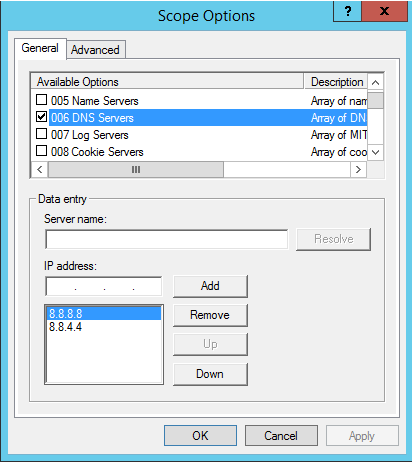 Scope Options
?
x
General
Advanced
Available Options
Description
005 Name Servers
Array of nam
006 DNS Servers
Array of DN
007 Log Servers
Array of MIT
008 Cookie Servers
Array of coo
Data entry
Server name:
Resolve
IP address:
. . .
Add
8.8.8.8
8.8.4.4
Remove
Up
Down
OK
Cancel
Apply